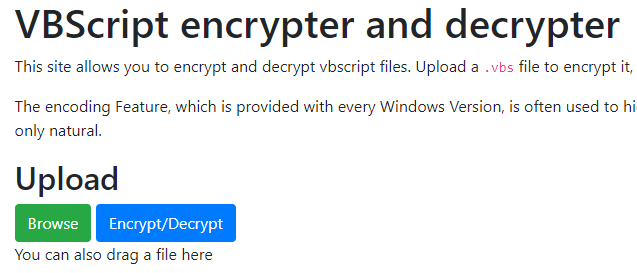 VBScript encrypter and decrypter
This site allows you to encrypt and decrypt vbscript files. Upload a .vbs file to encrypt it,
The encoding Feature, which is provided with every Windows Version, is often used to hi
only natural.
Upload
Browse Encrypt/Decrypt
You can also drag a file here